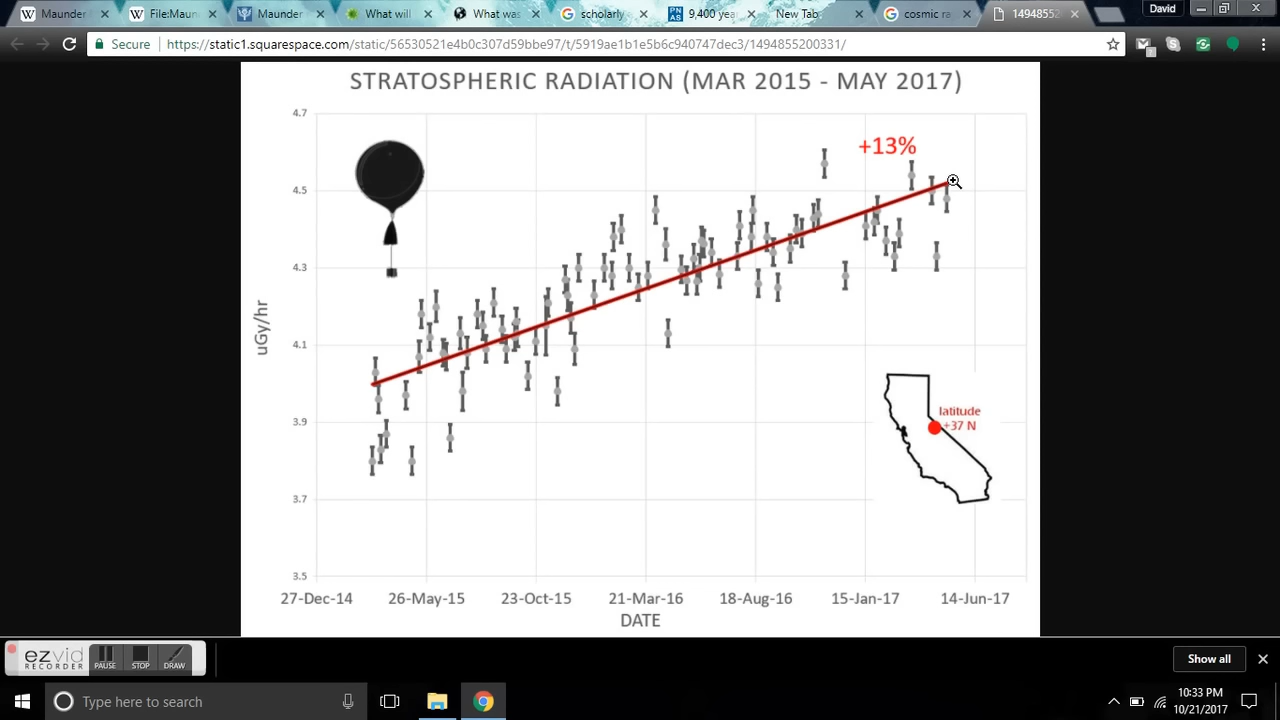 Maunder
File:Maun
Maunder
What will
What was
scholarly
PN AS
9,400 yea
New Tab
cosmic ra
1494855
David
Secure
https://static1.squarespace.com/static/56530521e4b0c307d59bbe97/t/5919ae1b1e5b6c940747dec3/1494855200331/
STRATOSPHERIC RADIATION (MAR 2015 - MAY 2017)
4.7
+13%
4.5
4.3
uGy/hr
4.1
3.9
latitude
+37 N
3.7
3.5
27-Dec-14
26-May-15
23-Oct-15
21-Mar-16
18-Aug-16
15-Jan-17
14-Jun-17
DATE
ezvid
RECORDER
PAUSE
STOP
DRAW
Show all
Type here to search
10:33 PM
10/21/2017